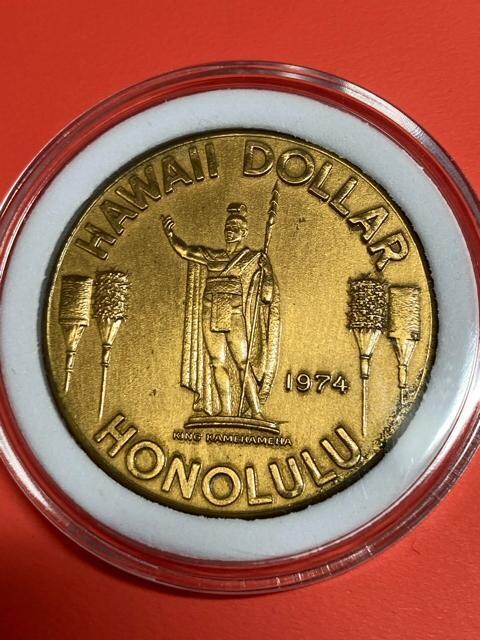 HAWAII DOLLAR
1974
KING KAMEHAMEHA
HONOLULU